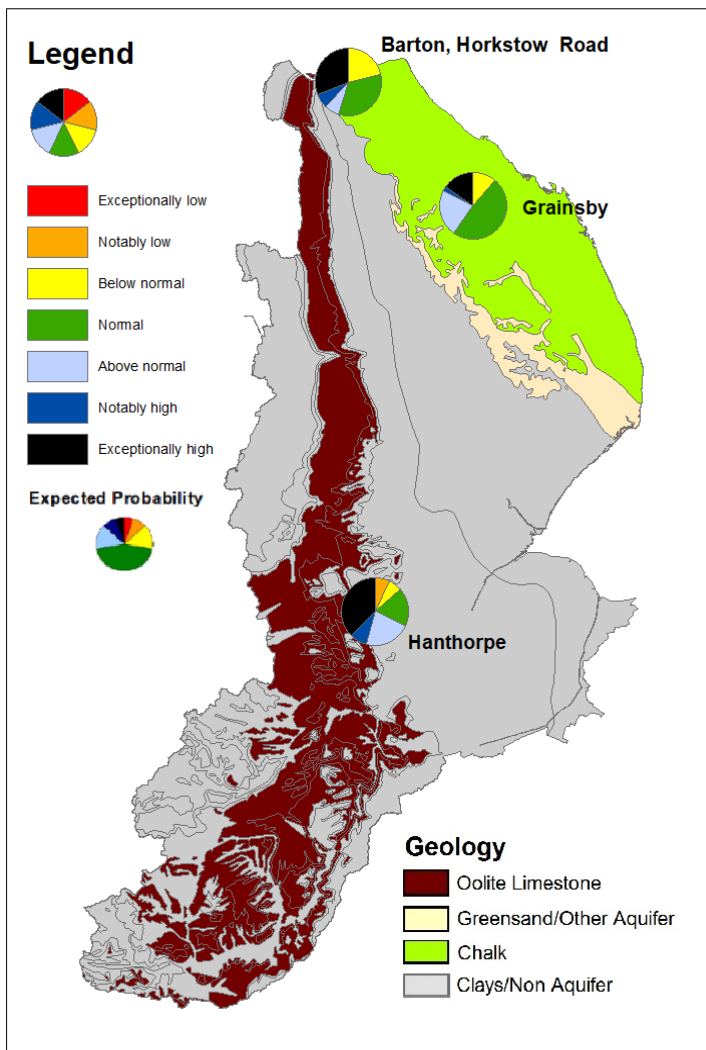 Legend
Exceptionally low
Notably low
Below normal
Normal
Above normal
Notably high
Exceptionally high
Expected Probability
Barton, Horkstow Road
Grainsby
Hanthorpe
Geology
Oolite Limestone
Greensand/Other Aquifer
Chalk
Clays/Non Aquifer